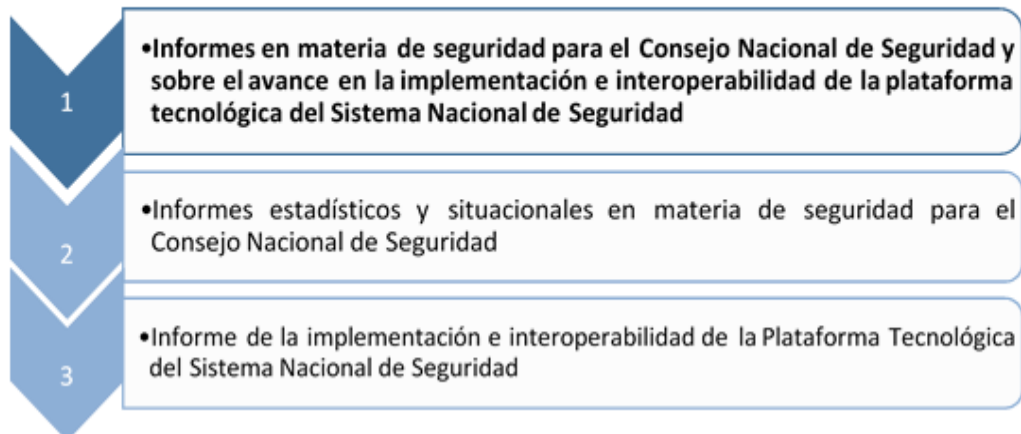 1
•Informes en materia de seguridad para el Consejo Nacional de Seguridad y
sobre el avance en la implementación e interoperabilidad de la plataforma
tecnológica del Sistema Nacional de Seguridad
2
•Informes estadísticos y situacionales en materia de seguridad para el
Consejo Nacional de Seguridad
3
•Informe de la implementación e interoperabilidad de la Plataforma Tecnológica
del Sistema Nacional de Seguridad